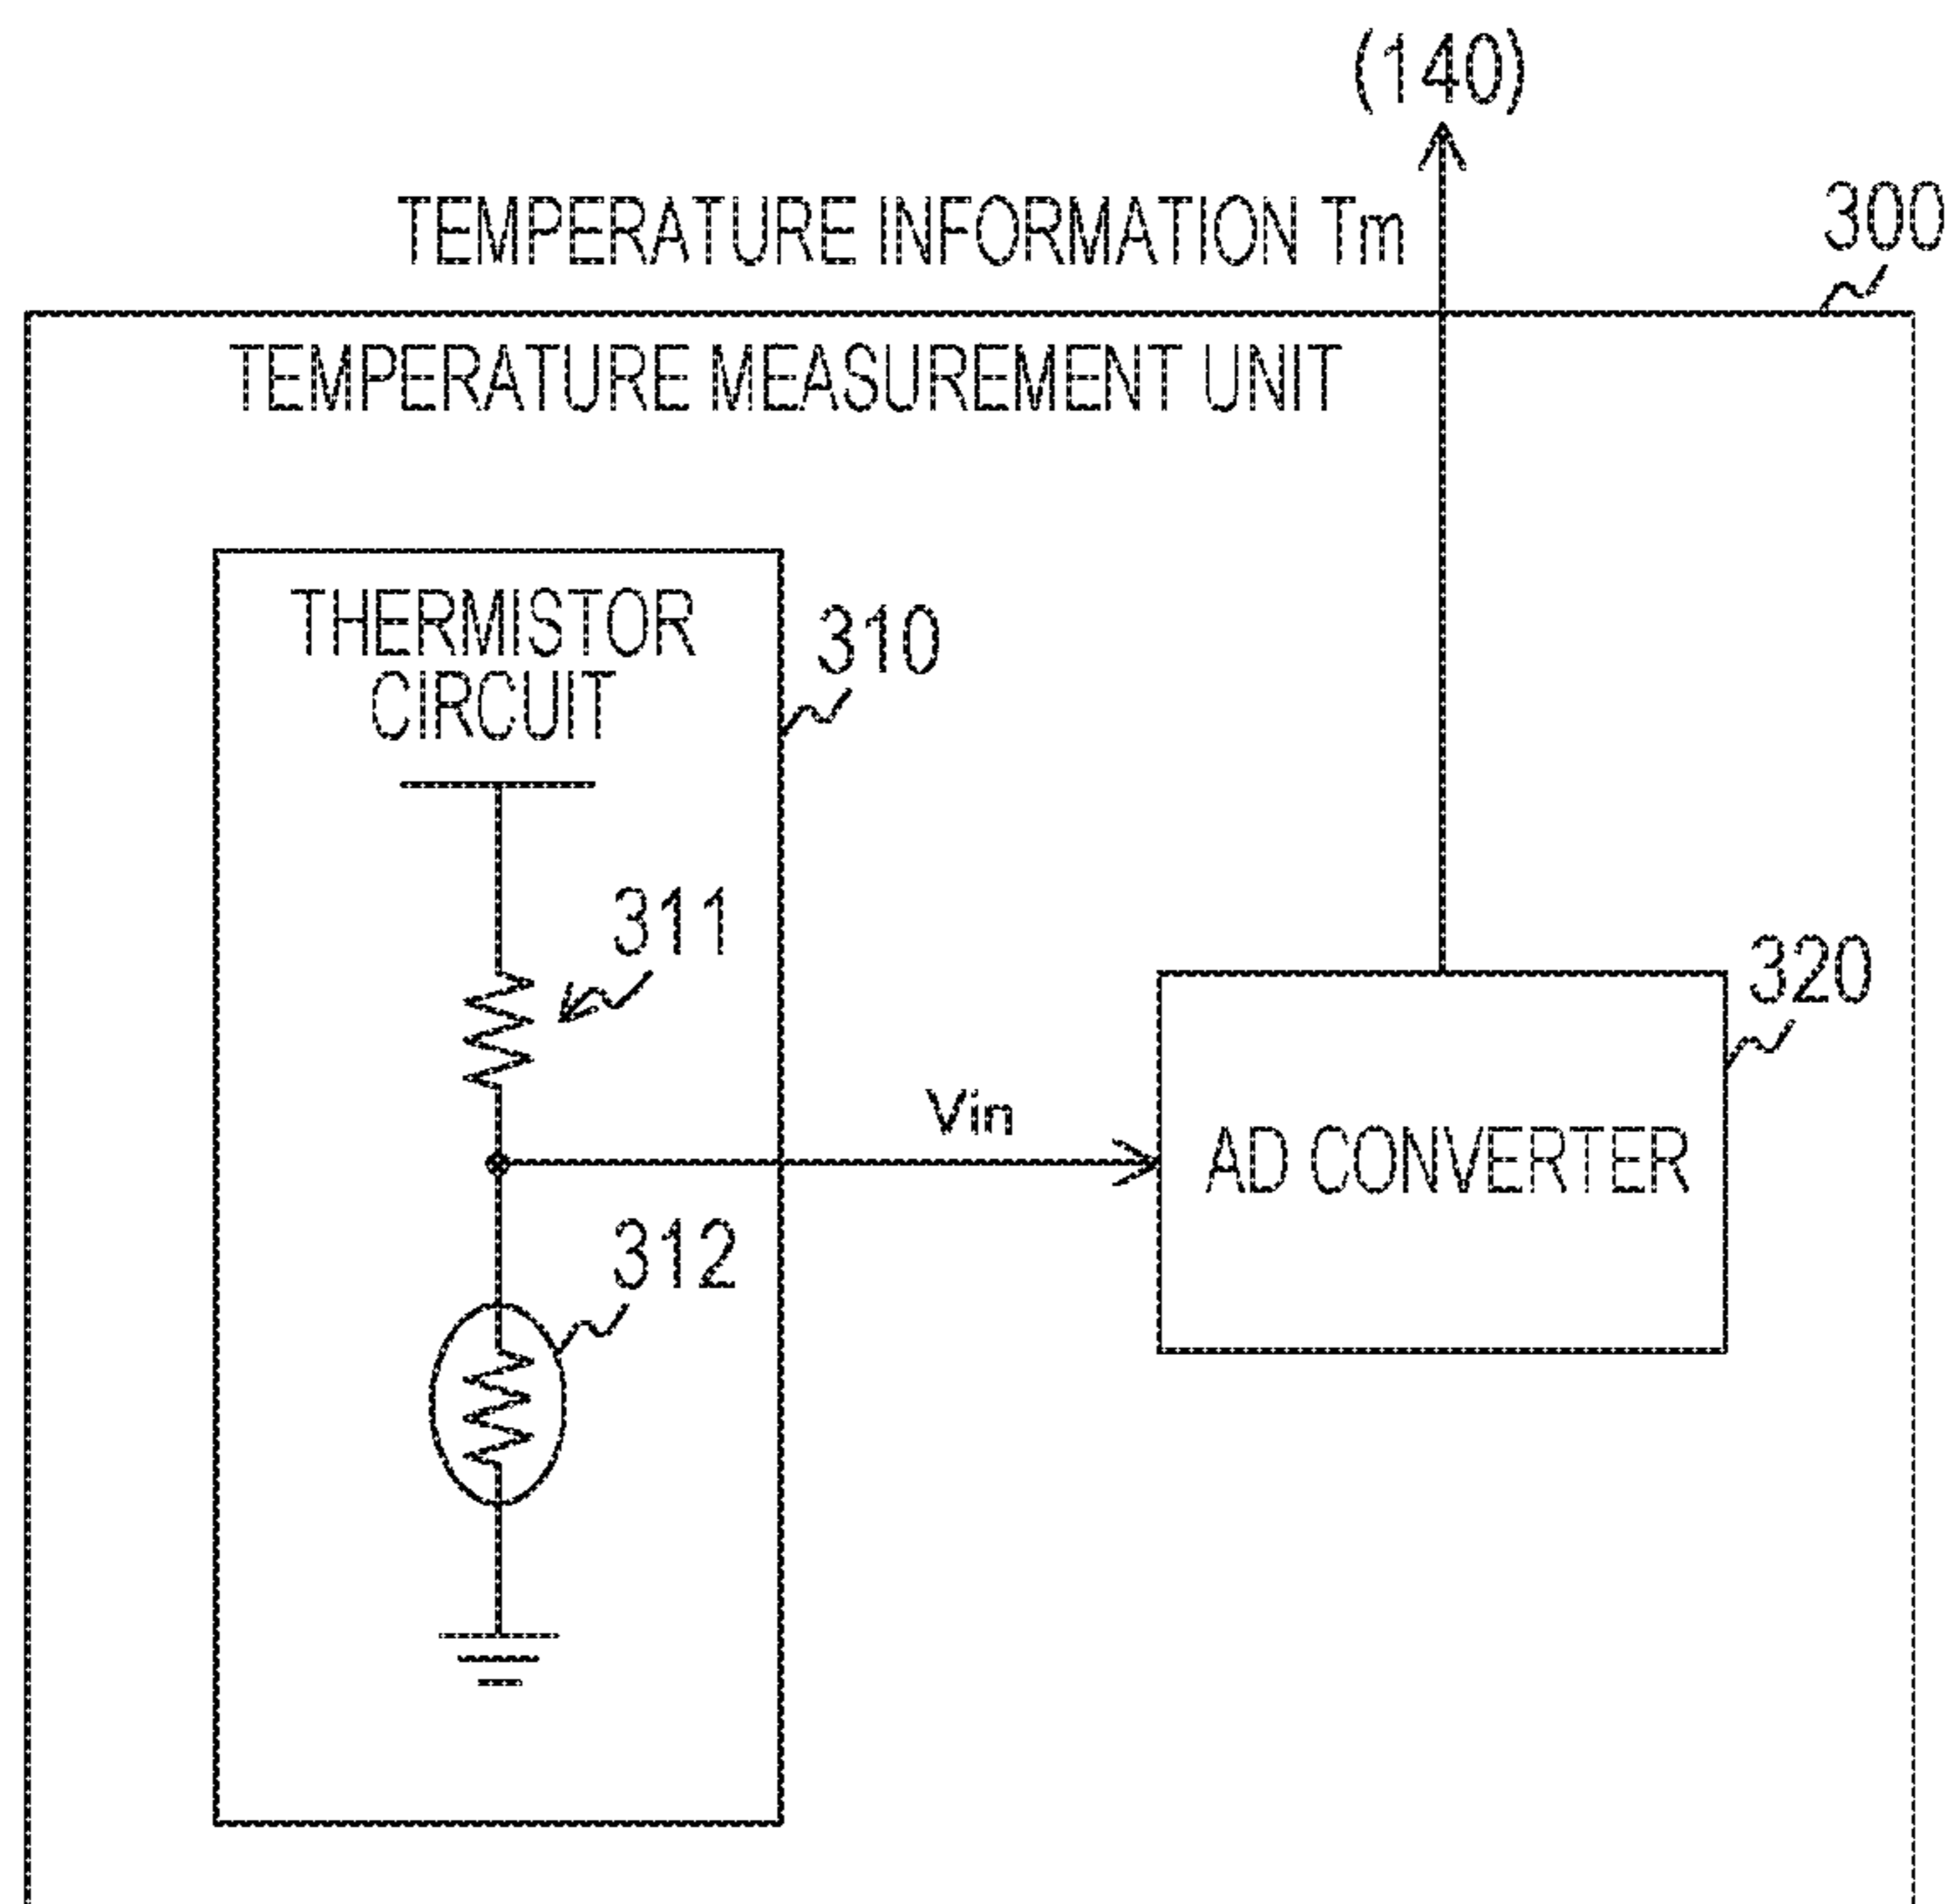 (140)
TEMPERATURE INFORMATION Tm
300
TEMPERATURE MEASUREMENT UNIT
THERMISTOR
CIRCUIT
310
311
320
Vin
AD CONVERTER
312